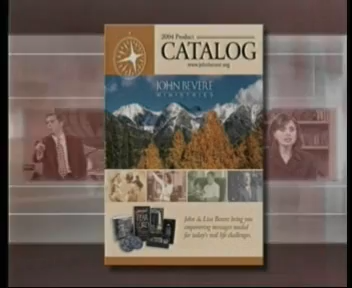 2004 Product
CATALOG
www.johnbevere.org
JOHN BEVERE
MINISTRIES
John & Lisa Bevere bring you
empowering messages needed
for today's real life challenges.